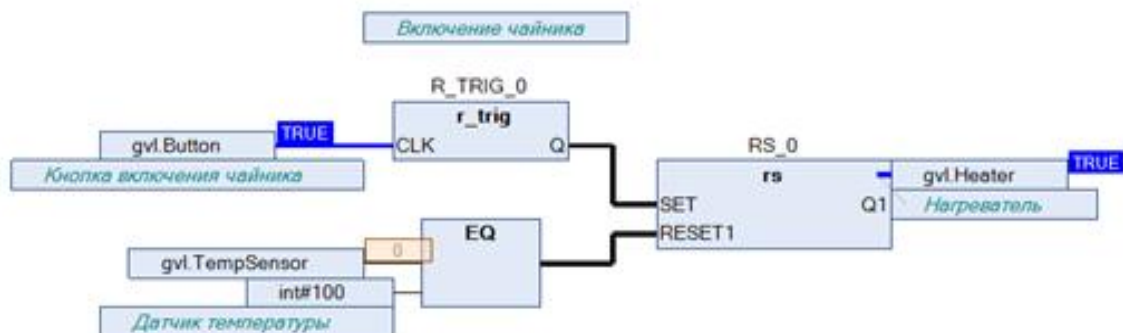 Включение чайника
R_TRIG_0
r_trig
gvl.Button
TRUE
CLK
Q
Кнопка включения чайника
RS_0
rs
gvl.Heater
TRUE
SET
Q1
Нагреватель
RESET1
EQ
gvl.TempSensor
0
int#100
Датчик температуры